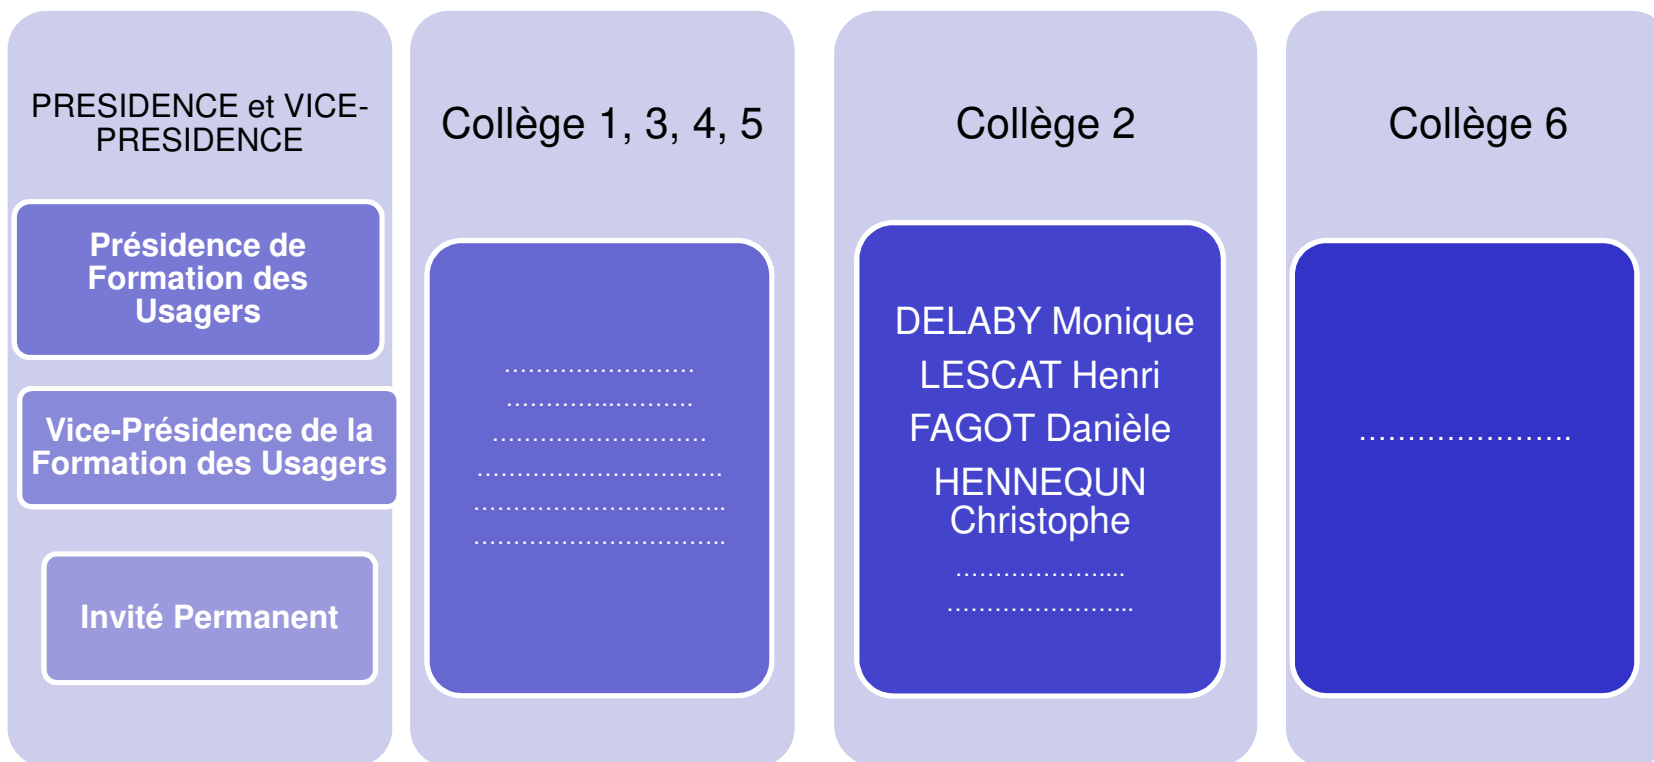 PRESIDENCE et VICE-
PRESIDENCE
Présidence de
Formation des
Usagers
Vice-Présidence de la
Formation des Usagers
Invité Permanent
Collège 1, 3, 4, 5
……………………
…………...………
………………………
………………………….
…………………………..
…………………………..
Collège 2
DELABY Monique
LESCAT Henri
FAGOT Danièle
HENNEQUN
Christophe
………………....
…………………...
Collège 6
………………….